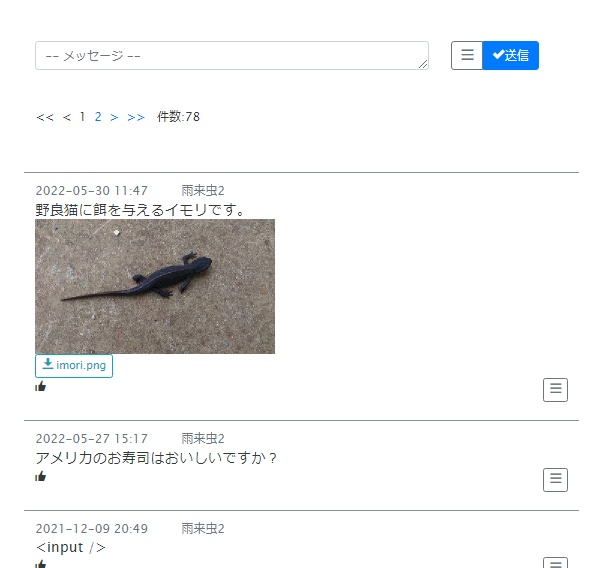 -- メッセージ --
☰ ✔送信
<< < 1 2 > >> 件数:78
2022-05-30 11:47 雨来虫2
野良猫に餌を与えるイモリです。
imori.png
2022-05-27 15:17 雨来虫2
アメリカのお寿司はおいしいですか？
2021-12-09 20:49 雨来虫2
<input />